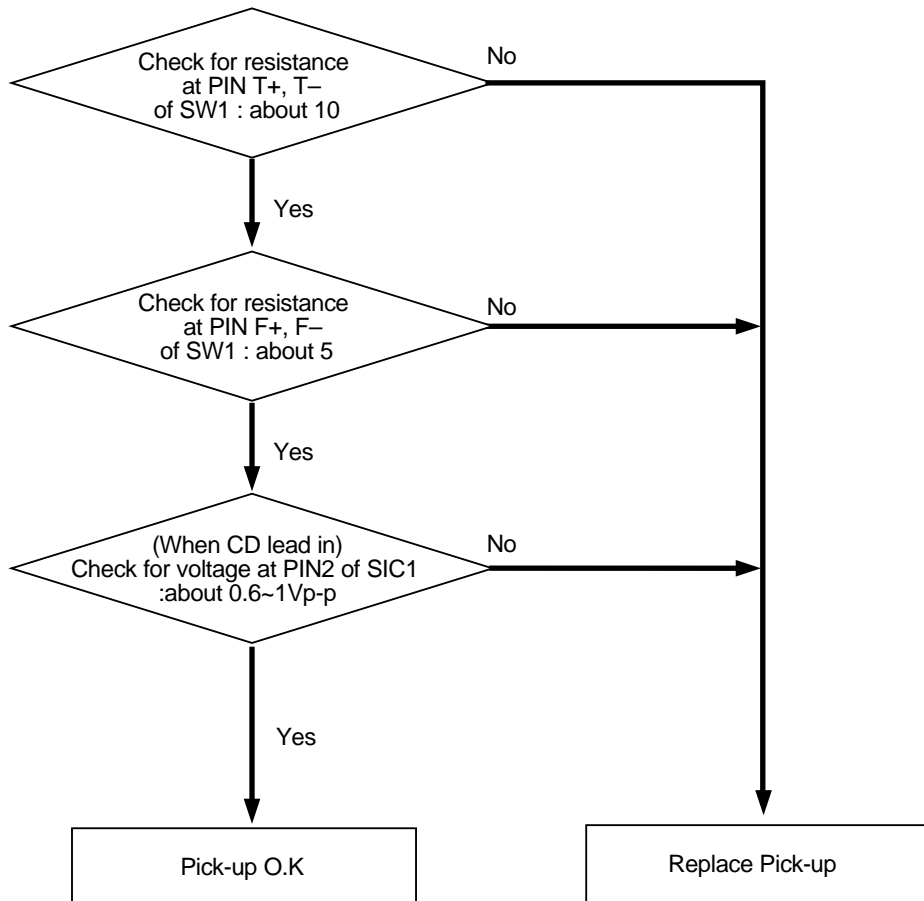 Check for resistance
at PIN T+, T–
of SW1 : about 10
No
Yes
Check for resistance
at PIN F+, F–
of SW1 : about 5
No
Yes
(When CD lead in)
Check for voltage at PIN2 of SIC1
:about 0.6~1Vp-p
No
Yes
Pick-up O.K
Replace Pick-up